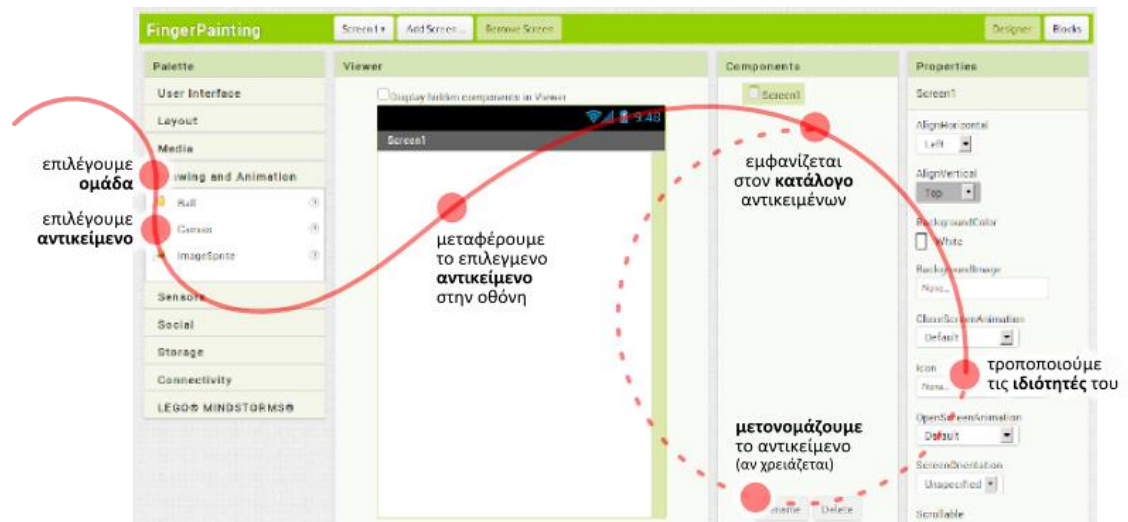 FingerPainting
Screen1 Add Screen... Remove Screen
Designer Blocks
Palette
User Interface
Layout
Media
wing and Animation
Ball
Canvas
ImageSprite
Sensors
Social
Storage
Connectivity
LEGO® MINDSTORMS®
επιλέγουμε
ομάδα
επιλέγουμε
αντικείμενο
Viewer
Display hidden components in Viewer
9:48
Screen1
μεταφέρουμε
το επιλεγμενο
αντικείμενο
στην οθόνη
Components
Screen1
εμφανίζεται
στον κατάλογο
αντικειμένων
μετονομάζουμε
το αντικείμενο
(αν χρειάζεται)
name Delete
Properties
Screen1
AlignHorizontal
Left
AlignVertical
Top
BackgroundColor
White
BackgroundImage
None...
CloseScreenAnimation
Default
Icon
None...
τροποποιούμε
τις ιδιότητές του
OpenScreenAnimation
Default
ScreenOrientation
Unspecified
Scrollable